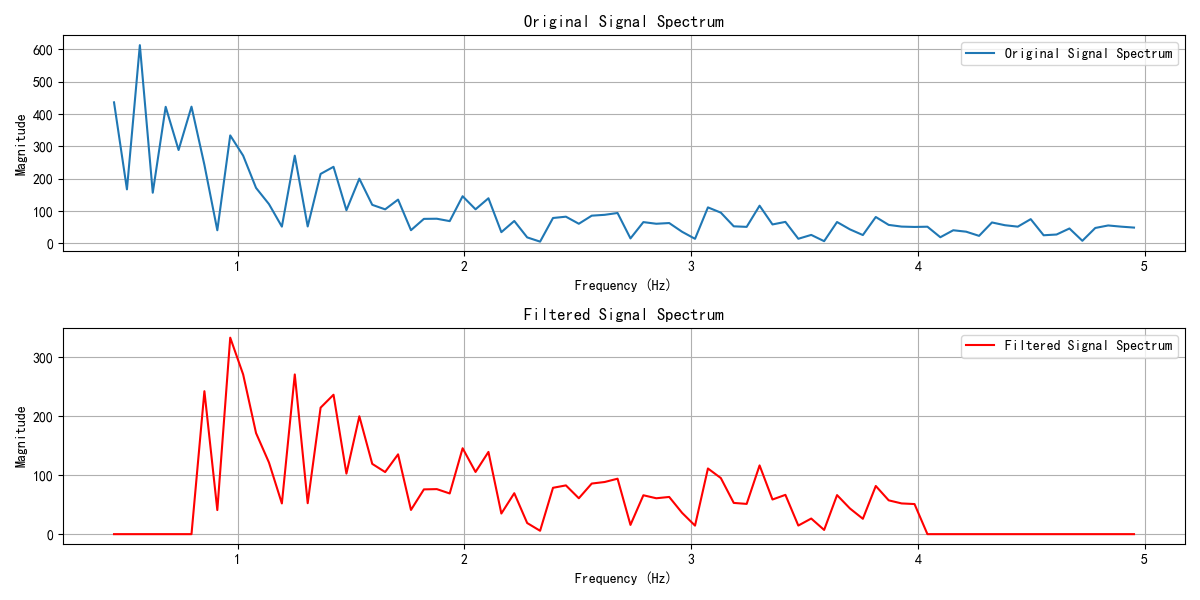 Original Signal Spectrum
Original Signal Spectrum
Magnitude
600
500
400
300
200
100
0
1 2 3 4 5
Frequency (Hz)
Filtered Signal Spectrum
Filtered Signal Spectrum
Magnitude
300
200
100
0
1 2 3 4 5
Frequency (Hz)